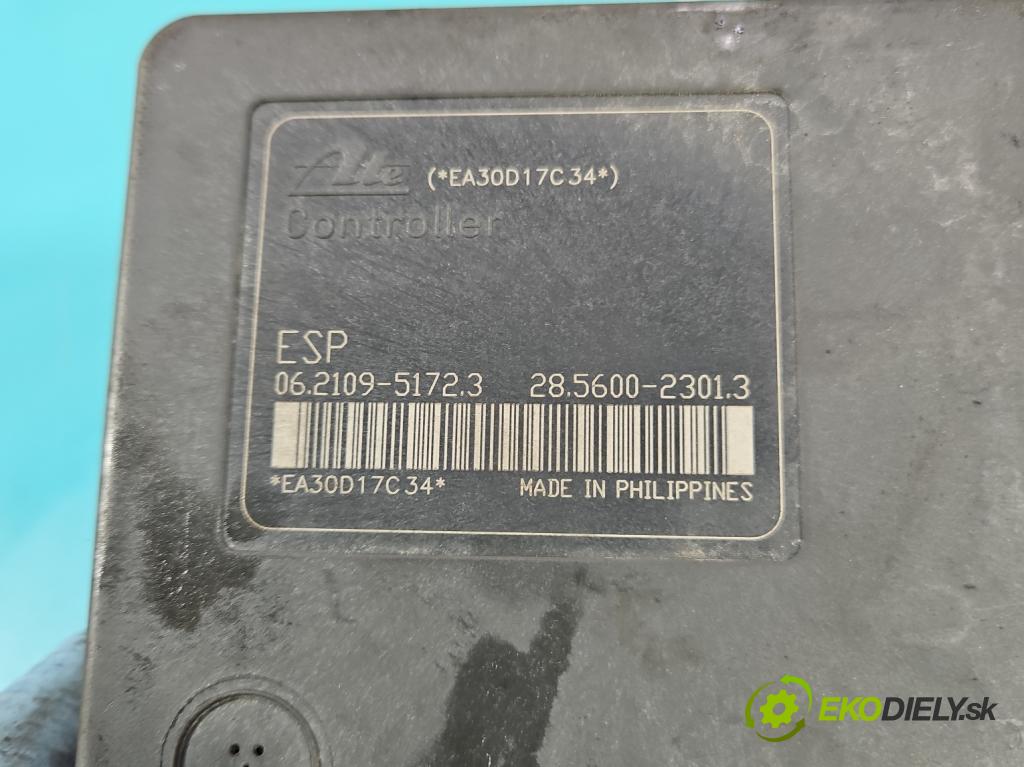 Ate (*EA30D17C34*)
Controller
ESP
06.2109-5172.3 28.5600-2301.3
*EA30D17C34* MADE IN PHILIPPINES
EKODIELY.sk